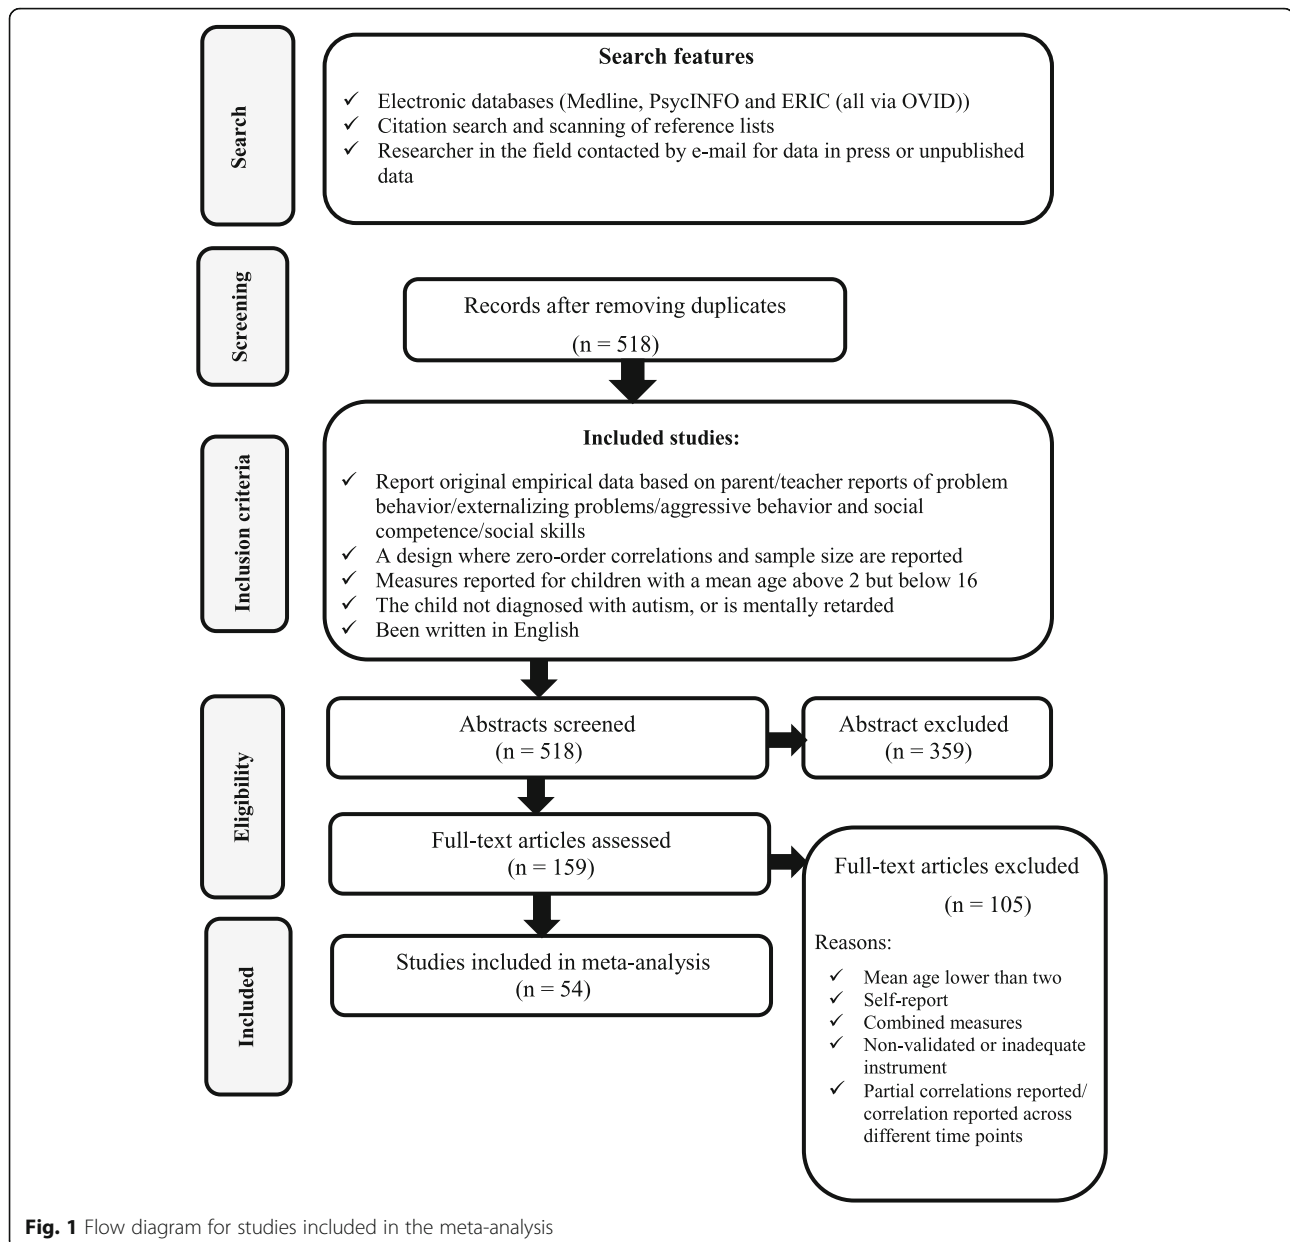 Search
Search features
✓ Electronic databases (Medline, PsycINFO and ERIC (all via OVID))
✓ Citation search and scanning of reference lists
✓ Researcher in the field contacted by e-mail for data in press or unpublished
data
Screening
Records after removing duplicates
(n = 518)
Inclusion criteria
Included studies:
✓ Report original empirical data based on parent/teacher reports of problem
behavior/externalizing problems/aggressive behavior and social
competence/social skills
✓ A design where zero-order correlations and sample size are reported
✓ Measures reported for children with a mean age above 2 but below 16
✓ The child not diagnosed with autism, or is mentally retarded
✓ Been written in English
Eligibility
Abstracts screened
(n = 518)
Abstract excluded
(n = 359)
Full-text articles assessed
(n = 159)
Full-text articles excluded
(n = 105)
Reasons:
✓ Mean age lower than two
✓ Self-report
✓ Combined measures
✓ Non-validated or inadequate
instrument
✓ Partial correlations reported/
correlation reported across
different time points
Included
Studies included in meta-analysis
(n = 54)
Fig. 1 Flow diagram for studies included in the meta-analysis